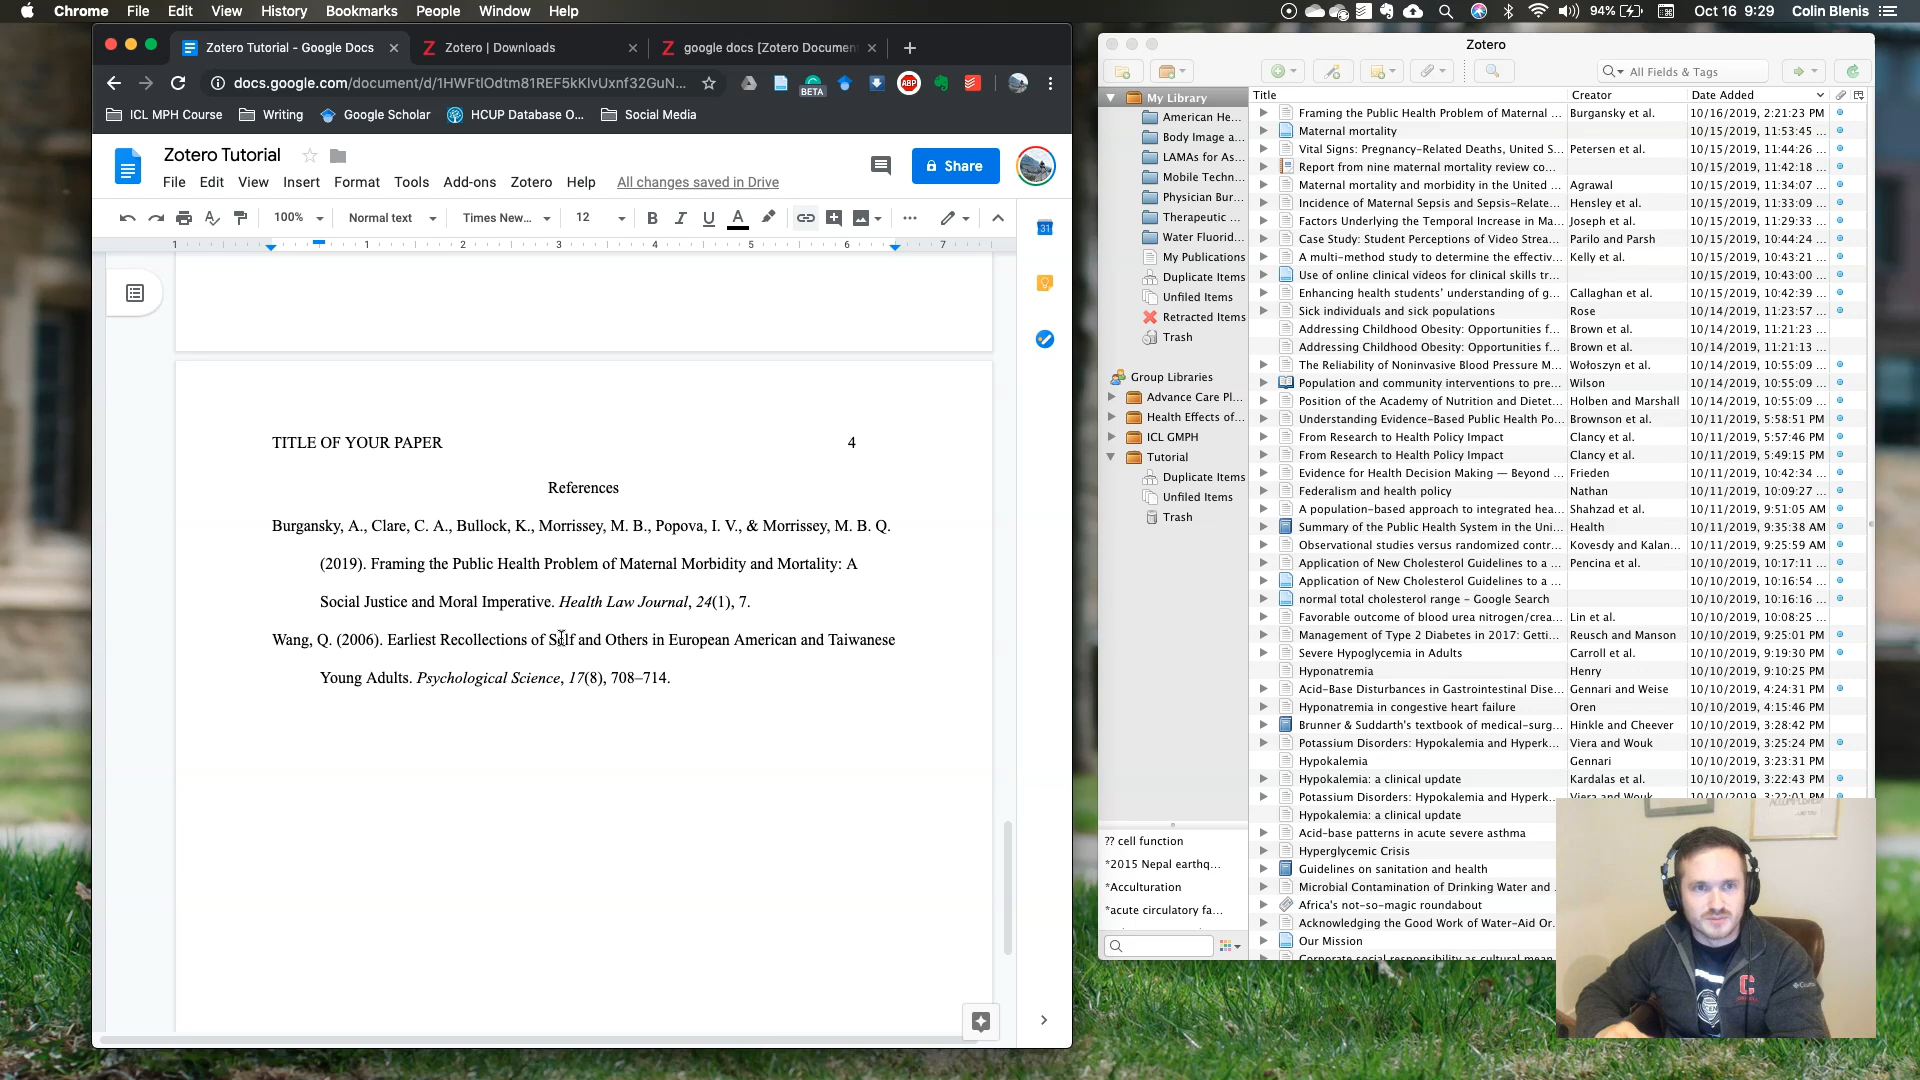 Chrome File Edit View History Bookmarks People Window Help 94% Oct 16 9:29 Colin Blenis
Zotero Tutorial - Google Docs Zotero | Downloads google docs [Zotero Documen
docs.google.com/document/d/1HWFtlOdtm81REF5kKlvUxnf32GuN... BETA ABP
ICL MPH Course Writing Google Scholar HCUP Database O... Social Media
Zotero Tutorial
Share
File Edit View Insert Format Tools Add-ons Zotero Help All changes saved in Drive
100% Normal text Times New... 12 B I U A
1 1 2 3 4 5 6 7
31
TITLE OF YOUR PAPER 4
References
Burgansky, A., Clare, C. A., Bullock, K., Morrissey, M. B., Popova, I. V., & Morrissey, M. B. Q.
(2019). Framing the Public Health Problem of Maternal Morbidity and Mortality: A
Social Justice and Moral Imperative. Health Law Journal, 24(1), 7.
Wang, Q. (2006). Earliest Recollections of Self and Others in European American and Taiwanese
Young Adults. Psychological Science, 17(8), 708–714.
Zotero
All Fields & Tags
My Library
American He...
Body Image a...
LAMAs for As...
Mobile Techn...
Physician Bur...
Therapeutic ...
Water Fluorid...
My Publications
Duplicate Items
Unfiled Items
Retracted Items
Trash
Group Libraries
Advance Care Pl...
Health Effects of...
ICL GMPH
Tutorial
Duplicate Items
Unfiled Items
Trash
?? cell function
*2015 Nepal earthq...
*Acculturation
*acute circulatory fa...
Title Creator Date Added
Framing the Public Health Problem of Maternal ... Burgansky et al. 10/16/2019, 2:21:23 PM
Maternal mortality 10/15/2019, 11:53:45 ...
Vital Signs: Pregnancy-Related Deaths, United S... Petersen et al. 10/15/2019, 11:44:26 ...
Report from nine maternal mortality review co... 10/15/2019, 11:42:18 ...
Maternal mortality and morbidity in the United ... Agrawal 10/15/2019, 11:34:07 ...
Incidence of Maternal Sepsis and Sepsis-Relate... Hensley et al. 10/15/2019, 11:33:09 ...
Factors Underlying the Temporal Increase in Ma... Joseph et al. 10/15/2019, 11:29:33 ...
Case Study: Student Perceptions of Video Strea... Parilo and Parsh 10/15/2019, 10:44:24 ...
A multi-method study to determine the effectiv... Kelly et al. 10/15/2019, 10:43:21 ...
Use of online clinical videos for clinical skills tr... 10/15/2019, 10:43:00 ...
Enhancing health students' understanding of g... Callaghan et al. 10/15/2019, 10:42:39 ...
Sick individuals and sick populations Rose 10/14/2019, 11:23:57 ...
Addressing Childhood Obesity: Opportunities f... Brown et al. 10/14/2019, 11:21:23 ...
Addressing Childhood Obesity: Opportunities f... Brown et al. 10/14/2019, 11:21:13 ...
The Reliability of Noninvasive Blood Pressure M... Wołoszyn et al. 10/14/2019, 10:55:09 ...
Population and community interventions to pre... Wilson 10/14/2019, 10:55:09 ...
Position of the Academy of Nutrition and Dietet... Holben and Marshall 10/14/2019, 10:55:09 ...
Understanding Evidence-Based Public Health Po... Brownson et al. 10/11/2019, 5:58:51 PM
From Research to Health Policy Impact Clancy et al. 10/11/2019, 5:57:46 PM
From Research to Health Policy Impact Clancy et al. 10/11/2019, 5:49:15 PM
Evidence for Health Decision Making — Beyond ... Frieden 10/11/2019, 10:42:34 ...
Federalism and health policy Nathan 10/11/2019, 10:09:27 ...
A population-based approach to integrated hea... Shahzad et al. 10/11/2019, 9:51:05 AM
Summary of the Public Health System in the Uni... Health 10/11/2019, 9:35:38 AM
Observational studies versus randomized contr... Kovesdy and Kalan... 10/11/2019, 9:25:59 AM
Application of New Cholesterol Guidelines to a ... Pencina et al. 10/10/2019, 10:17:11 ...
Application of New Cholesterol Guidelines to a ... 10/10/2019, 10:16:54 ...
normal total cholesterol range - Google Search 10/10/2019, 10:16:16 ...
Favorable outcome of blood urea nitrogen/crea... Lin et al. 10/10/2019, 10:08:25 ...
Management of Type 2 Diabetes in 2017: Getti... Reusch and Manson 10/10/2019, 9:25:01 PM
Severe Hypoglycemia in Adults Carroll et al. 10/10/2019, 9:19:30 PM
Hyponatremia Henry 10/10/2019, 9:10:25 PM
Acid-Base Disturbances in Gastrointestinal Dise... Gennari and Weise 10/10/2019, 4:24:31 PM
Hyponatremia in congestive heart failure Oren 10/10/2019, 4:15:46 PM
Brunner & Suddarth's textbook of medical-surg... Hinkle and Cheever 10/10/2019, 3:28:42 PM
Potassium Disorders: Hypokalemia and Hyperk... Viera and Wouk 10/10/2019, 3:25:24 PM
Hypokalemia Gennari 10/10/2019, 3:23:31 PM
Hypokalemia: a clinical update Kardalas et al. 10/10/2019, 3:22:43 PM
Potassium Disorders: Hypokalemia and Hyperk... Viera and Wouk 10/10/2019, 3:22:01 PM
Hypokalemia: a clinical update
Acid-base patterns in acute severe asthma
Hyperglycemic Crisis
Guidelines on sanitation and health
Microbial Contamination of Drinking Water and
Africa's not-so-magic roundabout
Acknowledging the Good Work of Water-Aid Or...
Our Mission
Corporate social responsibility as cultural mean
C